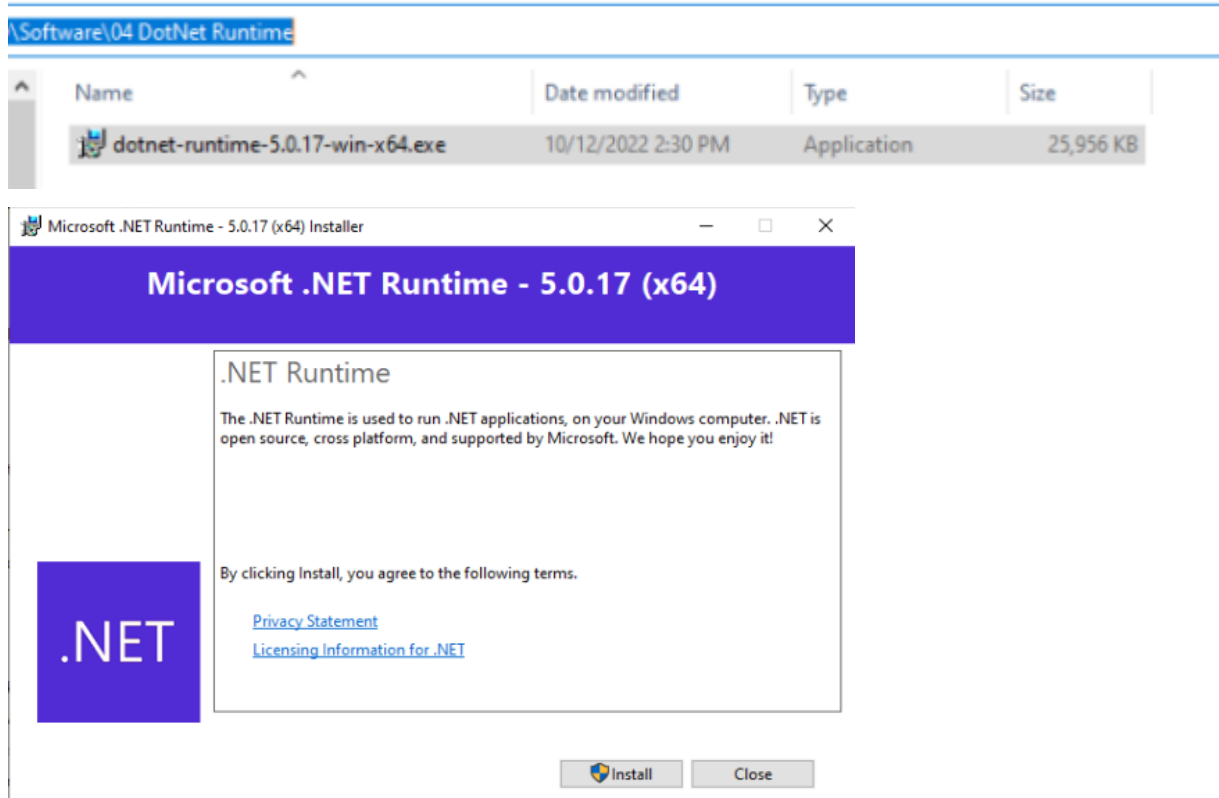 \Software\04 DotNet Runtime
Name Date modified Type Size
dotnet-runtime-5.0.17-win-x64.exe 10/12/2022 2:30 PM Application 25,956 KB
Microsoft .NET Runtime - 5.0.17 (x64) Installer
Microsoft .NET Runtime - 5.0.17 (x64)
.NET Runtime
The .NET Runtime is used to run .NET applications, on your Windows computer. .NET is
open source, cross platform, and supported by Microsoft. We hope you enjoy it!
By clicking Install, you agree to the following terms.
Privacy Statement
Licensing Information for .NET
.NET
Install Close